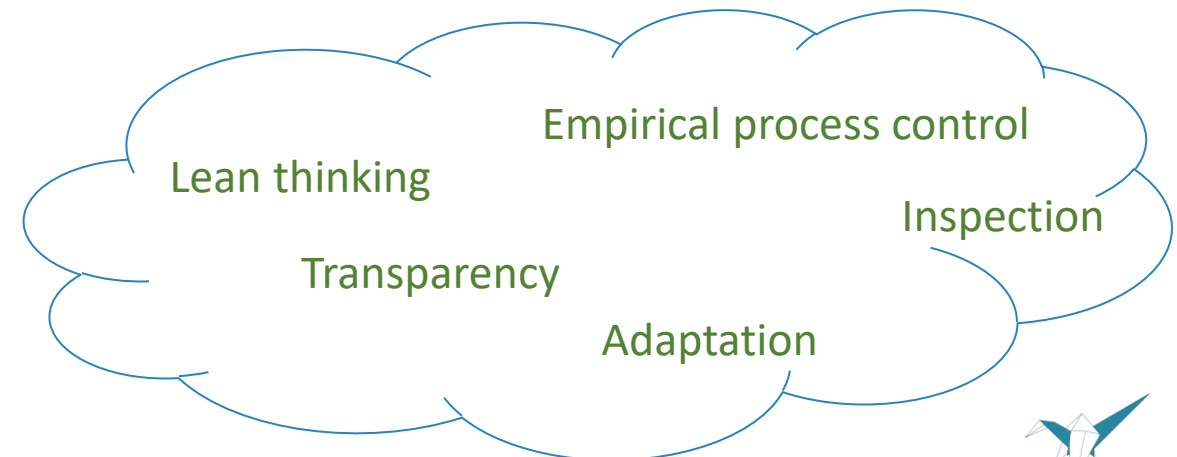 Empirical process control
Lean thinking
Inspection
Transparency
Adaptation